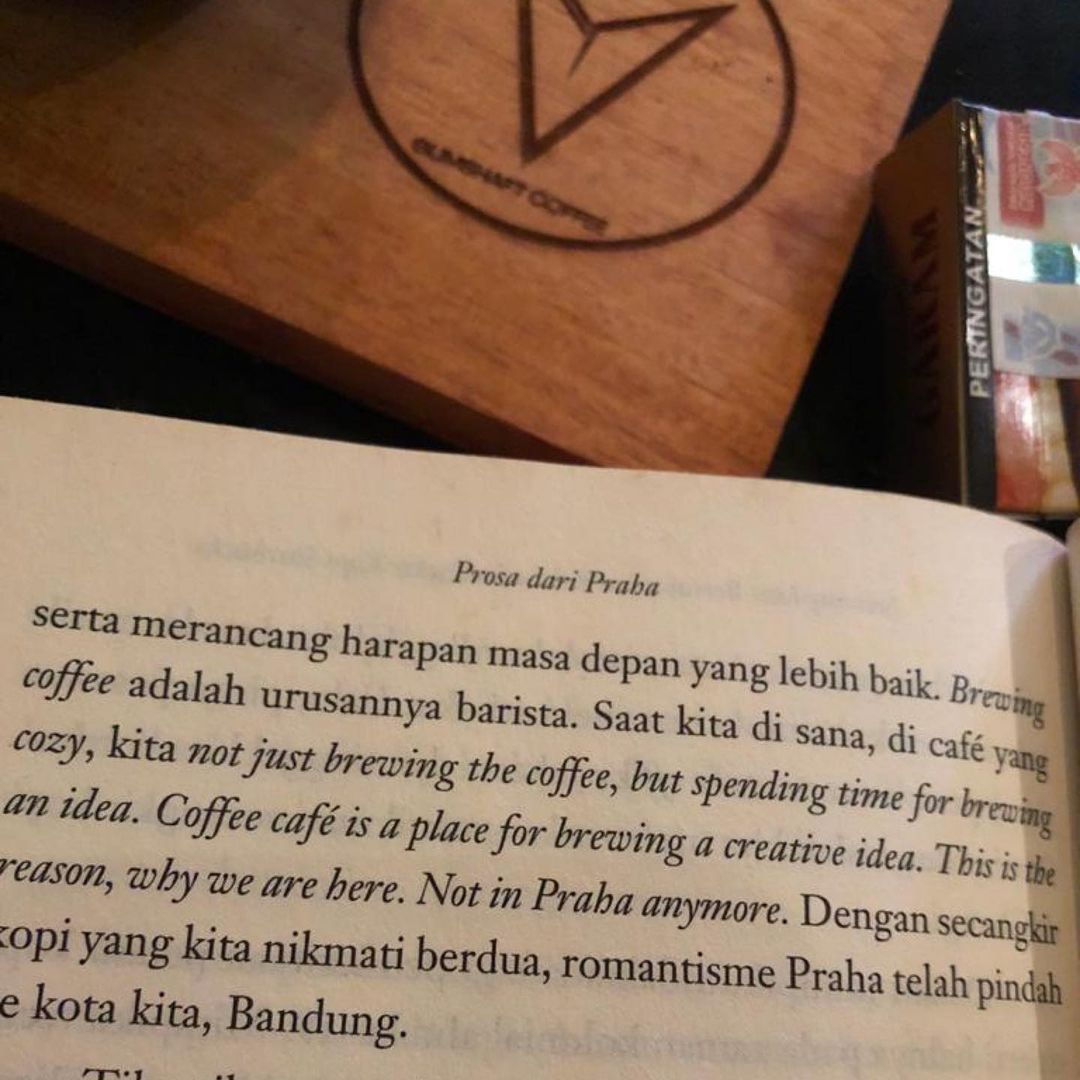 COFFEE
GARAM
PERINGATAN
Prosa dari Praha
serta merancang harapan masa depan yang lebih baik. Brewing
coffee adalah urusannya barista. Saat kita di sana, di café yang
cozy, kita not just brewing the coffee, but spending time for brewing
an idea. Coffee café is a place for brewing a creative idea. This is the
reason, why we are here. Not in Praha anymore. Dengan secangkir
kopi yang kita nikmati berdua, romantisme Praha telah pindah
e kota kita, Bandung.